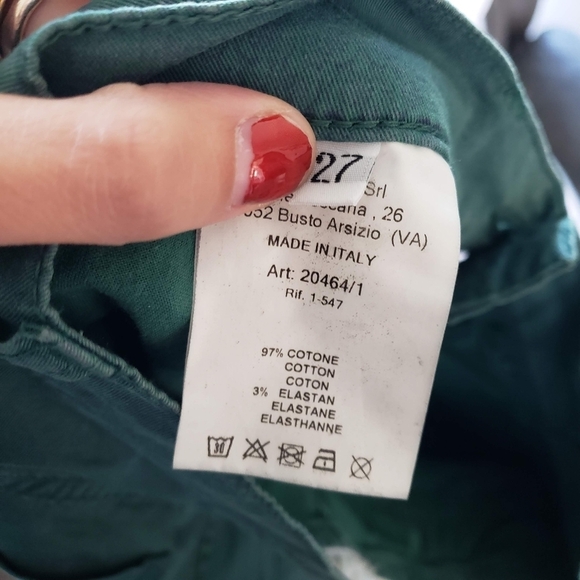 27
Srl
, 26
Busto Arsizio (VA)
MADE IN ITALY
Art: 20464/1
Rif. 1-547
97% COTONE
COTTON
COTON
3% ELASTAN
ELASTANE
ELASTHANNE
30